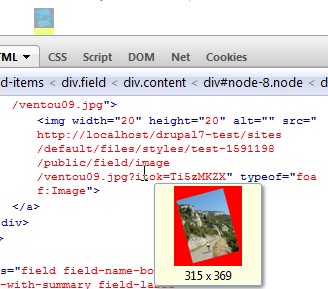 TML ▼ CSS Script DOM Net Cookies
d-items < div.field < div.content < div#node-8.node < d
/ventou09.jpg">
<img width="20" height="20" alt="" src="
http://localhost/drupal7-test/sites
/default/files/styles/test-1591198
/public/field/image
/ventou09.jpg?itok=Ti5zMKZX" typeof="foa
f:Image">
</a>
div>
s="field field-name-bo
with-summary field-label
315 x 369